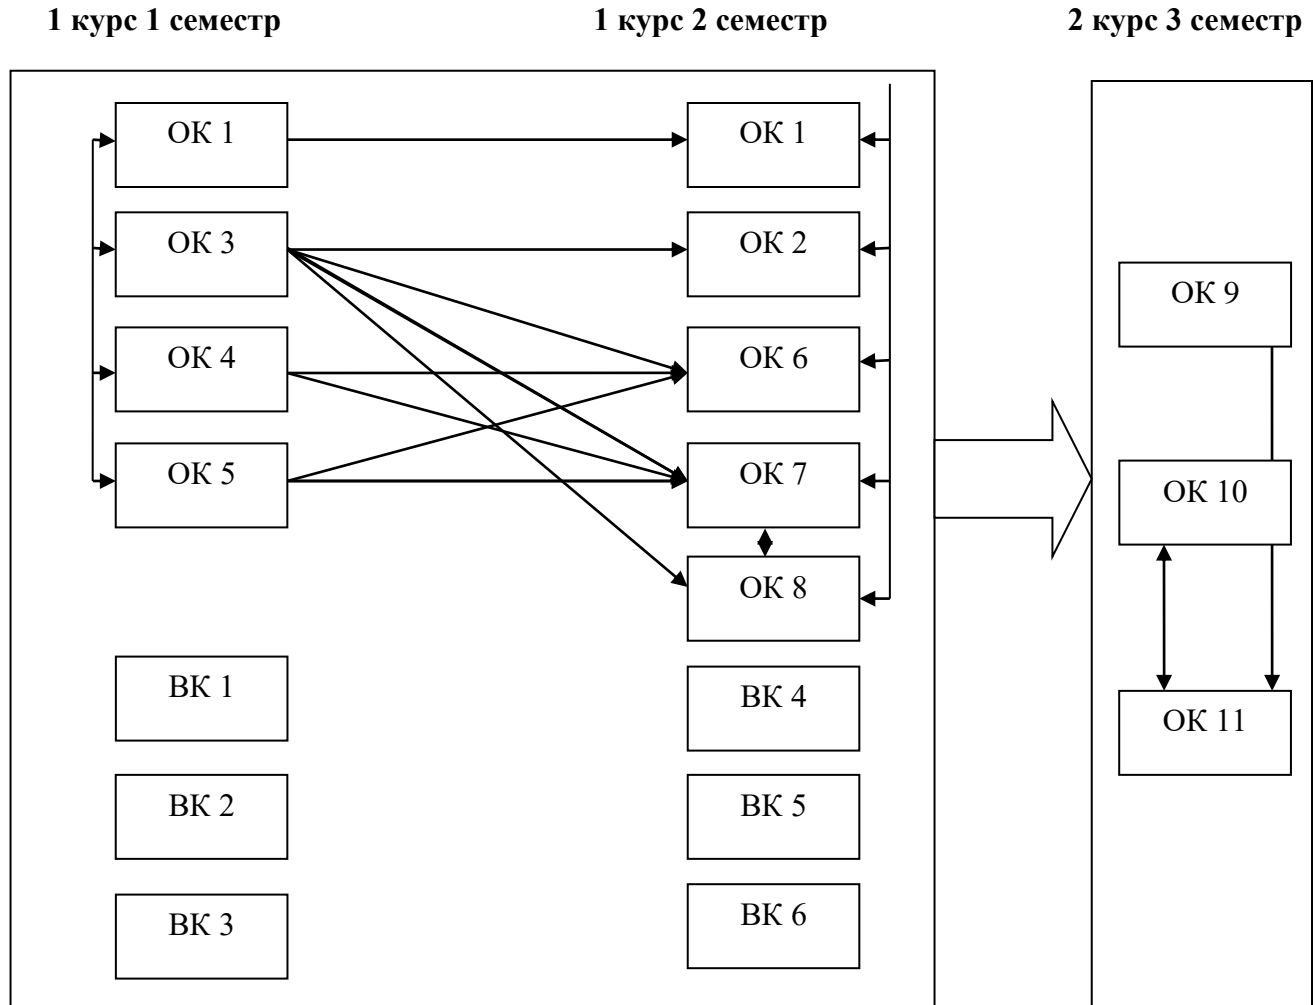 1 курс 1 семестр
1 курс 2 семестр
2 курс 3 семестр
ОК 1
ОК 1
ОК 3
ОК 2
ОК 9
ОК 4
ОК 6
ОК 5
ОК 7
ОК 10
ОК 8
ВК 1
ВК 4
ОК 11
ВК 2
ВК 5
ВК 3
ВК 6